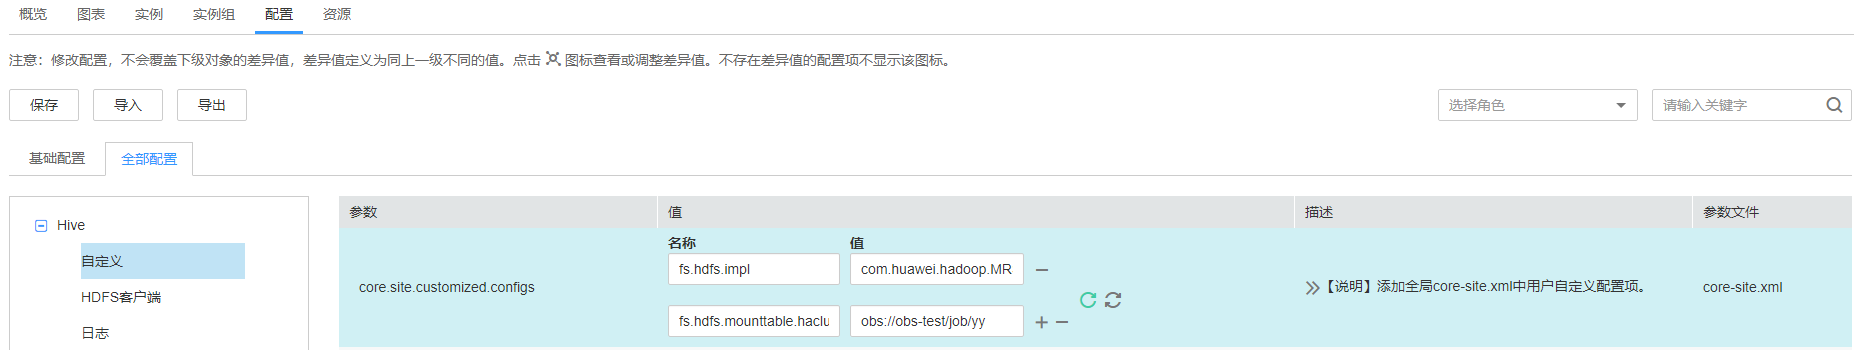 概览 图表 实例 实例组 配置 资源
注意：修改配置，不会覆盖下级对象的差异值，差异值定义为同上一级不同的值。点击 图标查看或调整差异值。不存在差异值的配置项不显示该图标。
保存 导入 导出 选择角色 请输入关键字
基础配置 全部配置
参数 值 描述 参数文件
Hive
名称 值
自定义
fs.hdfs.impl com.huawei.hadoop.MR
core.site.customized.configs 【说明】添加全局core-site.xml中用户自定义配置项。 core-site.xml
HDFS客户端
fs.hdfs.mounttable.haclu obs://obs-test/job/yy
日志